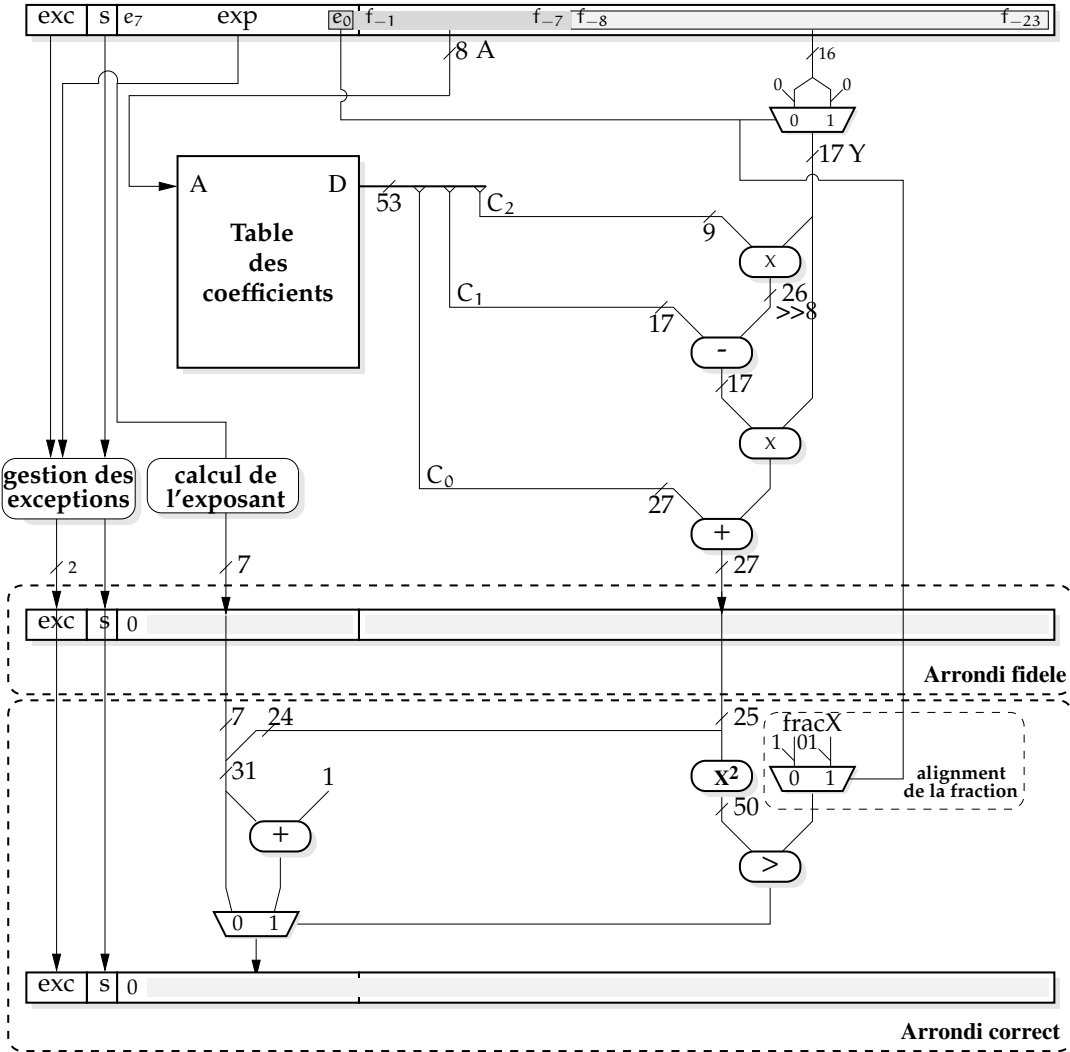 exc s e₇ exp e₀ f₋₁ f₋₇ f₋₈ f₋₂₃
8 A
16
0 0
0 1
17 Y
A D
53
C₂
9
Table
des
coefficients
x
26
>>8
C₁
17
-
17
x
gestion des
exceptions
calcul de
l'exposant
C₀
27
+
2
7
27
exc s 0
Arrondi fidele
7 24 25
fracX
1 01
0 1
31 1
X²
alignment
de la fraction
50
+
>
0 1
exc s 0
Arrondi correct